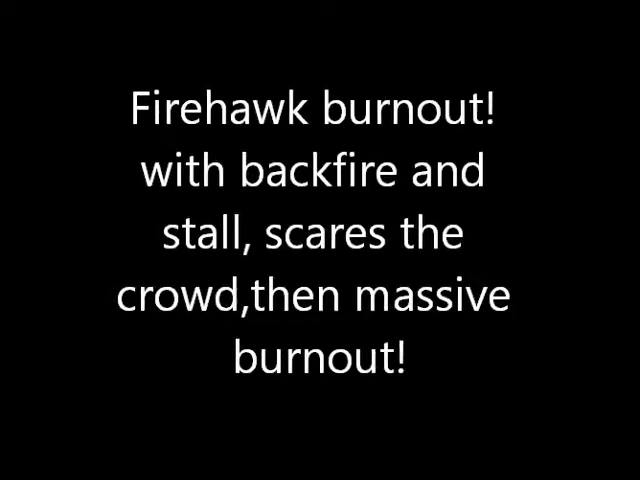 Firehawk burnout!
with backfire and
stall, scares the
crowd,then massive
burnout!